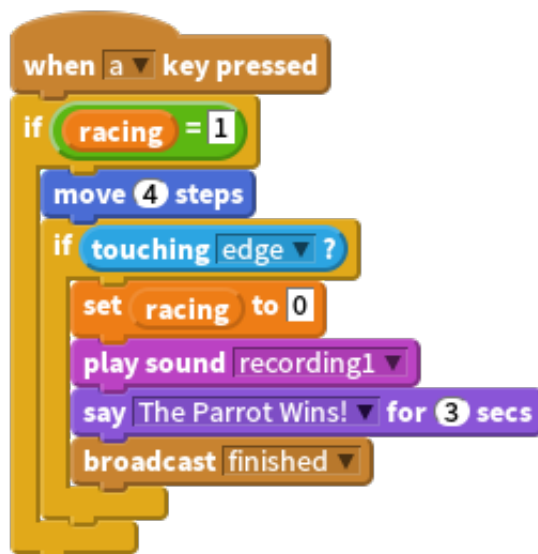 when a key pressed
if racing = 1
move 4 steps
if touching edge ?
set racing to 0
play sound recording1
say The Parrot Wins! for 3 secs
broadcast finished